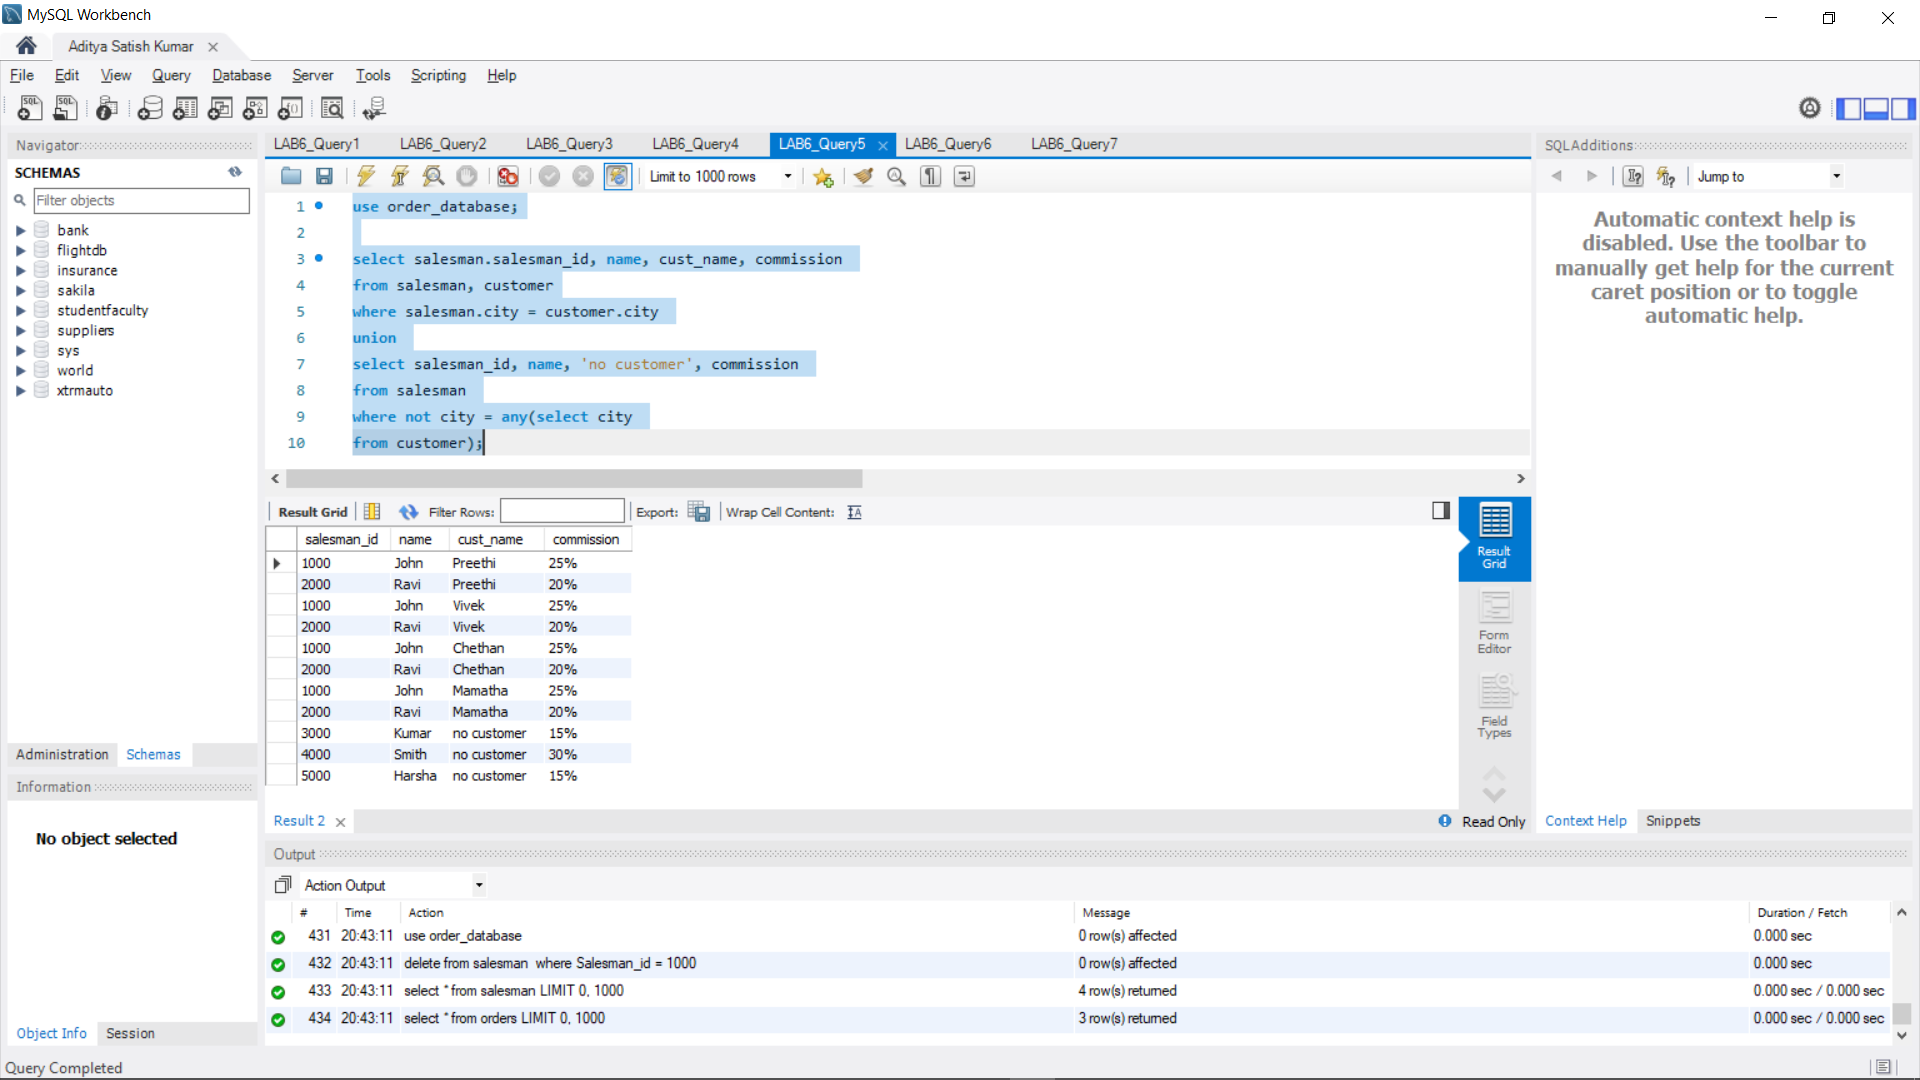 MySQL Workbench
Aditya Satish Kumar
File Edit View Query Database Server Tools Scripting Help
Navigator
SCHEMAS
Filter objects
bank
flightdb
insurance
sakila
studentfaculty
suppliers
sys
world
xtrmauto
Administration Schemas
Information
No object selected
Object Info Session
LAB6_Query1 LAB6_Query2 LAB6_Query3 LAB6_Query4 LAB6_Query5 LAB6_Query6 LAB6_Query7
Limit to 1000 rows
1 use order_database;
2
3 select salesman.salesman_id, name, cust_name, commission
4 from salesman, customer
5 where salesman.city = customer.city
6 union
7 select salesman_id, name, 'no customer', commission
8 from salesman
9 where not city = any(select city
10 from customer);
Result Grid Filter Rows: Export: Wrap Cell Content:
salesman_id name cust_name commission
1000 John Preethi 25%
2000 Ravi Preethi 20%
1000 John Vivek 25%
2000 Ravi Vivek 20%
1000 John Chethan 25%
2000 Ravi Chethan 20%
1000 John Mamatha 25%
2000 Ravi Mamatha 20%
3000 Kumar no customer 15%
4000 Smith no customer 30%
5000 Harsha no customer 15%
Result
Grid
Form
Editor
Field
Types
Result 2 Read Only
SQLAdditions
Jump to
Automatic context help is
disabled. Use the toolbar to
manually get help for the current
caret position or to toggle
automatic help.
Context Help Snippets
Output
Action Output
# Time Action Message Duration / Fetch
431 20:43:11 use order_database 0 row(s) affected 0.000 sec
432 20:43:11 delete from salesman where Salesman_id = 1000 0 row(s) affected 0.000 sec
433 20:43:11 select * from salesman LIMIT 0, 1000 4 row(s) returned 0.000 sec / 0.000 sec
434 20:43:11 select * from orders LIMIT 0, 1000 3 row(s) returned 0.000 sec / 0.000 sec
Query Completed